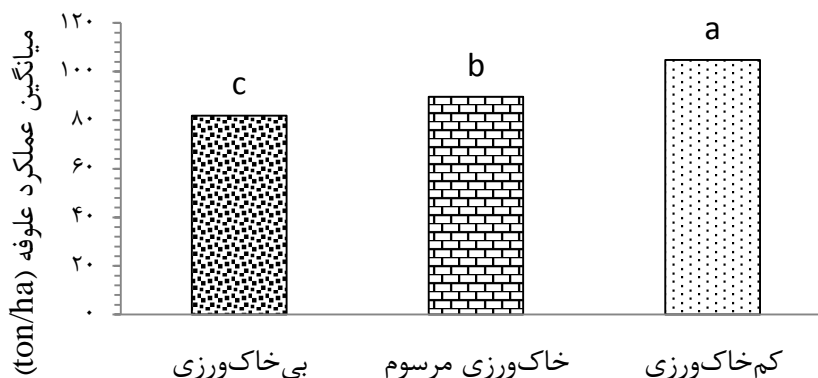 میانگین عملکرد علوفه (ton/ha)
۱۲۰
۱۰۰
۸۰
۶۰
۴۰
۲۰
۰
a
b
c
کم‌خاک‌ورزی
خاک‌ورزی مرسوم
بی‌خاک‌ورزی